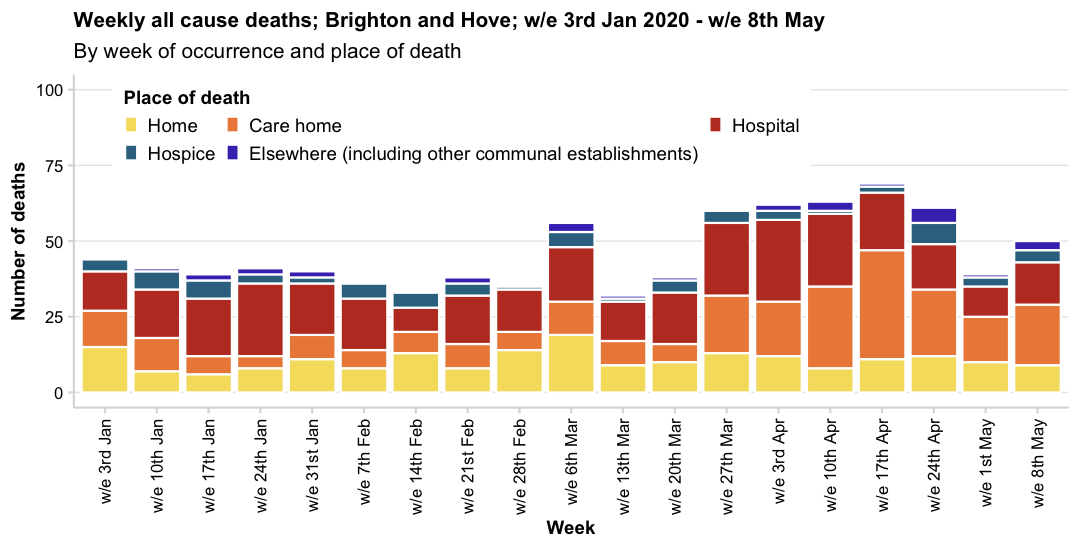 Weekly all cause deaths; Brighton and Hove; w/e 3rd Jan 2020 - w/e 8th May
By week of occurrence and place of death
Number of deaths
100
75
50
25
0
Place of death
Home Care home Hospital
Hospice Elsewhere (including other communal establishments)
w/e 3rd Jan
w/e 10th Jan
w/e 17th Jan
w/e 24th Jan
w/e 31st Jan
w/e 7th Feb
w/e 14th Feb
w/e 21st Feb
w/e 28th Feb
w/e 6th Mar
w/e 13th Mar
w/e 20th Mar
w/e 27th Mar
w/e 3rd Apr
w/e 10th Apr
w/e 17th Apr
w/e 24th Apr
w/e 1st May
w/e 8th May
Week